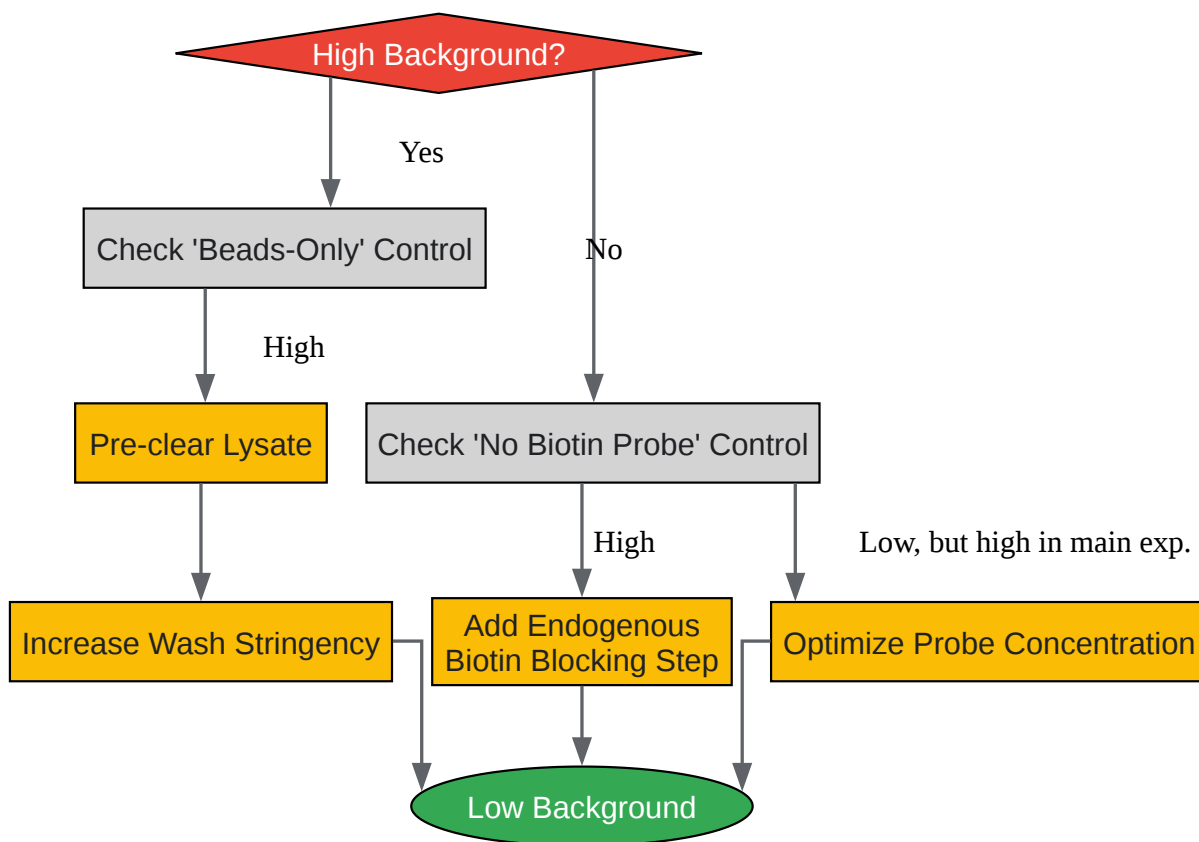 High Background?
Yes
Check 'Beads-Only' Control
No
High
Pre-clear Lysate
Check 'No Biotin Probe' Control
High
Low, but high in main exp.
Increase Wash Stringency
Add Endogenous
Biotin Blocking Step
Optimize Probe Concentration
Low Background